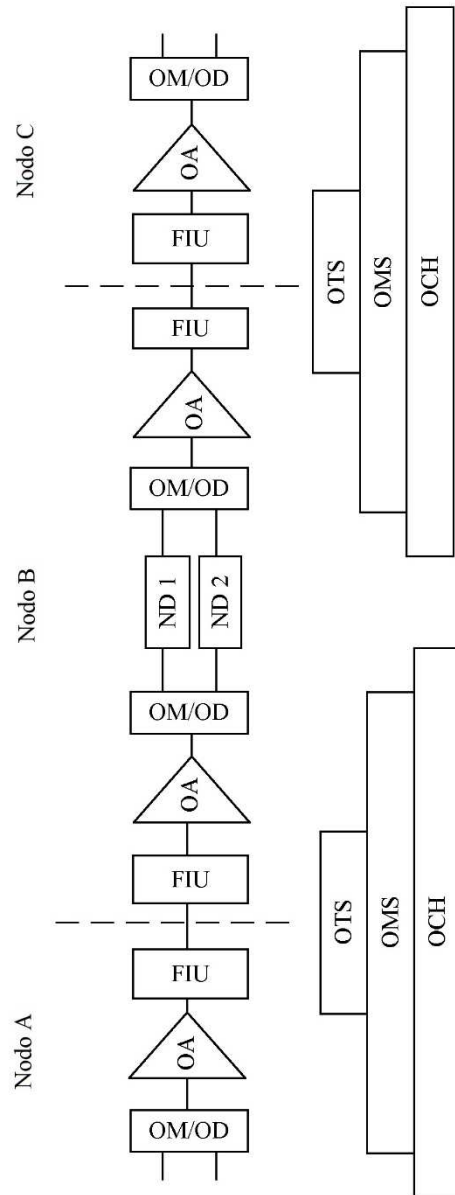 Nodo A
Nodo B
Nodo C
OM/OD
OA
FIU
FIU
OA
OM/OD
ND 1
ND 2
OM/OD
OA
FIU
FIU
OA
OM/OD
OTS
OMS
OCH
OTS
OMS
OCH